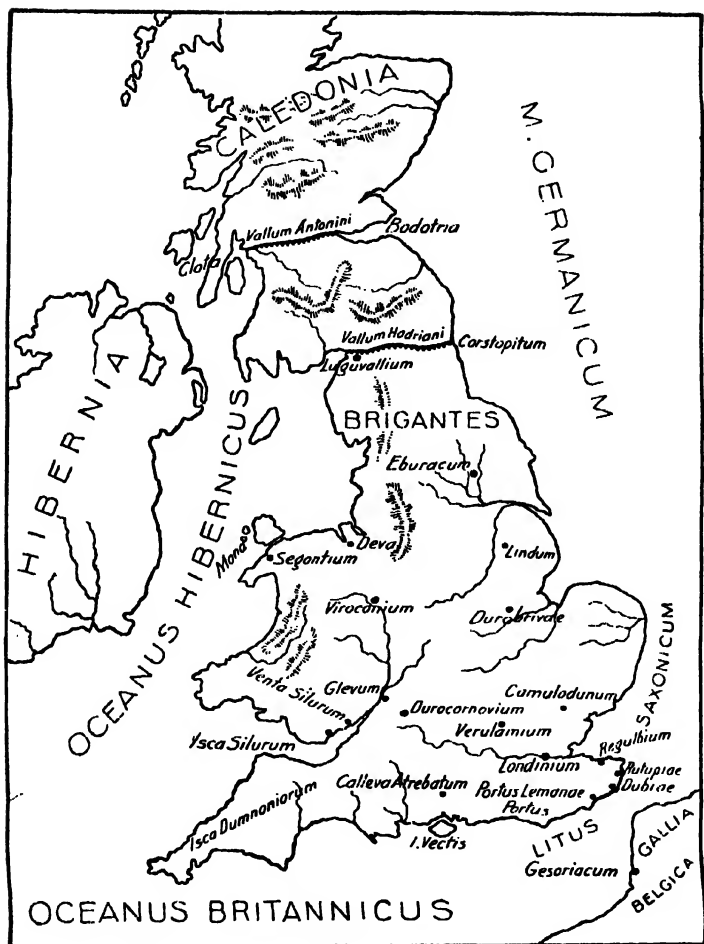 CALEDONIA
M. GERMANICUM
Vallum Antonini
Bodotria
Clota
Vallum Hadriani
Corstopitum
Luguvallium
HIBERNIA
BRIGANTES
OCEANUS HIBERNICUS
Eburacum
Mona
Segontium
Deva
Lindum
Viroconium
Durobrivae
Venta Silurum
Glevum
Durocornovium
Cumulodunum
Verulamium
SAXONICUM
Ysca Silurum
Regulbium
Londinium
Rutupiae
Dubiae
Isca Dumnoniorum
Calleva Atrebatum
Portus Lemanae
Portus
I. Vectis
LITUS
GALLIA
Gesoriacum
BELGICA
OCEANUS BRITANNICUS